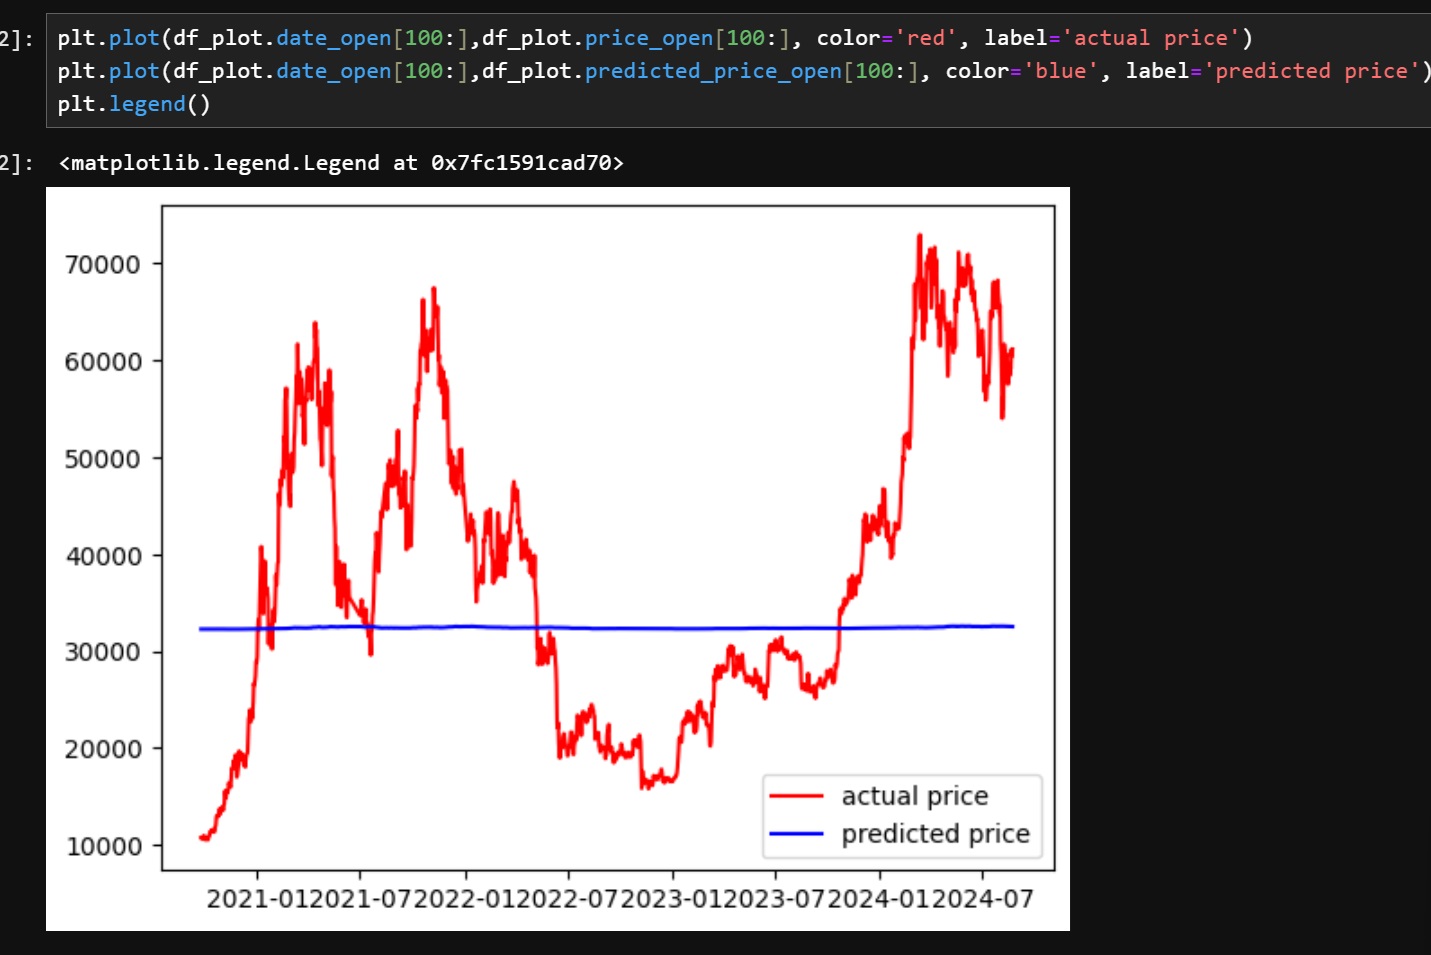 2]: plt.plot(df_plot.date_open[100:],df_plot.price_open[100:], color='red', label='actual price')
plt.plot(df_plot.date_open[100:],df_plot.predicted_price_open[100:], color='blue', label='predicted price')
plt.legend()
2]: <matplotlib.legend.Legend at 0x7fc1591cad70>
70000
60000
50000
40000
30000
20000
10000
actual price
predicted price
2021-01 2021-07 2022-01 2022-07 2023-01 2023-07 2024-01 2024-07